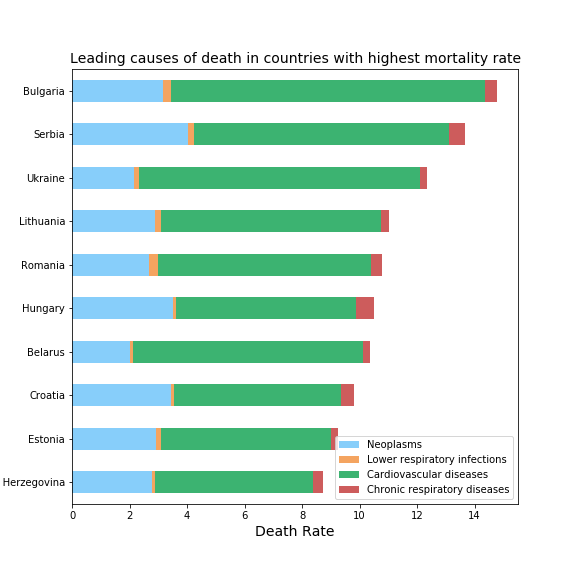 Leading causes of death in countries with highest mortality rate
Bulgaria
Serbia
Ukraine
Lithuania
Romania
Hungary
Belarus
Croatia
Estonia
Herzegovina
Neoplasms
Lower respiratory infections
Cardiovascular diseases
Chronic respiratory diseases
0 2 4 6 8 10 12 14
Death Rate